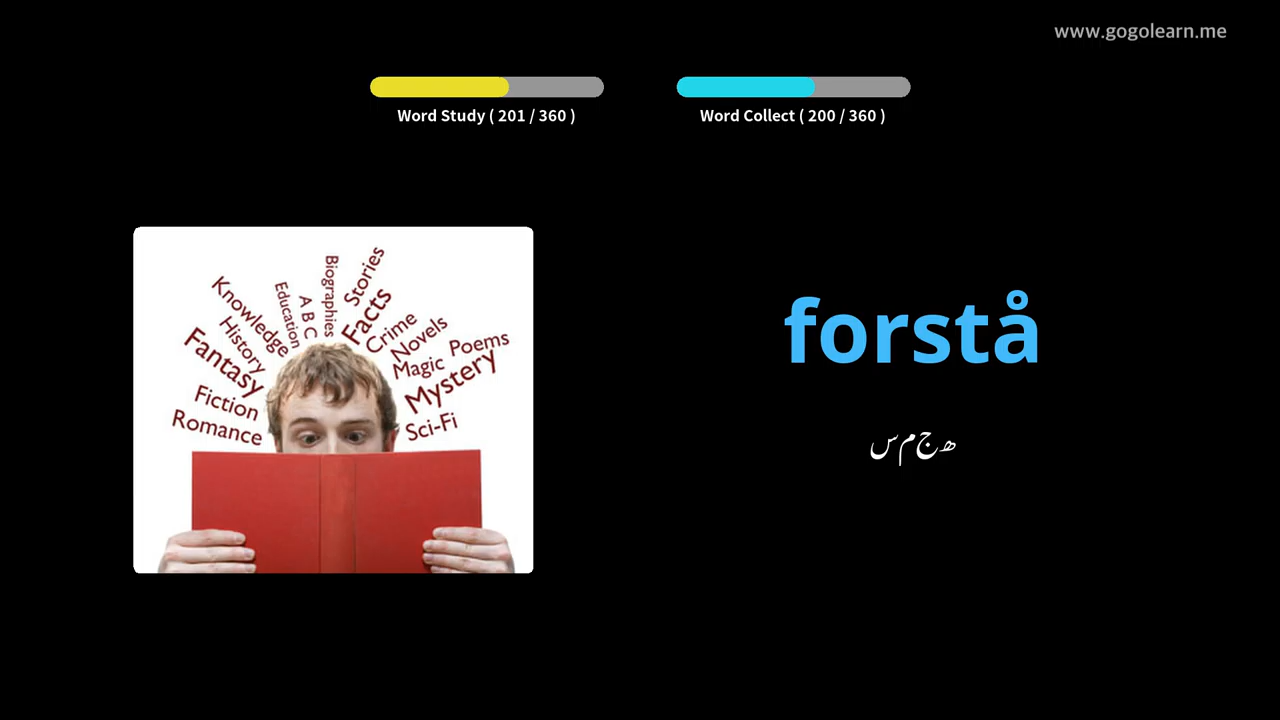 www.gogolearn.me
Word Study ( 201 / 360 )
Word Collect ( 200 / 360 )
Romance
Fiction
Fantasy
History
Knowledge
Education
A B C
Biographies
Stories
Facts
Crime
Novels
Magic
Poems
Mystery
Sci-Fi
forstå
ھ ج م س